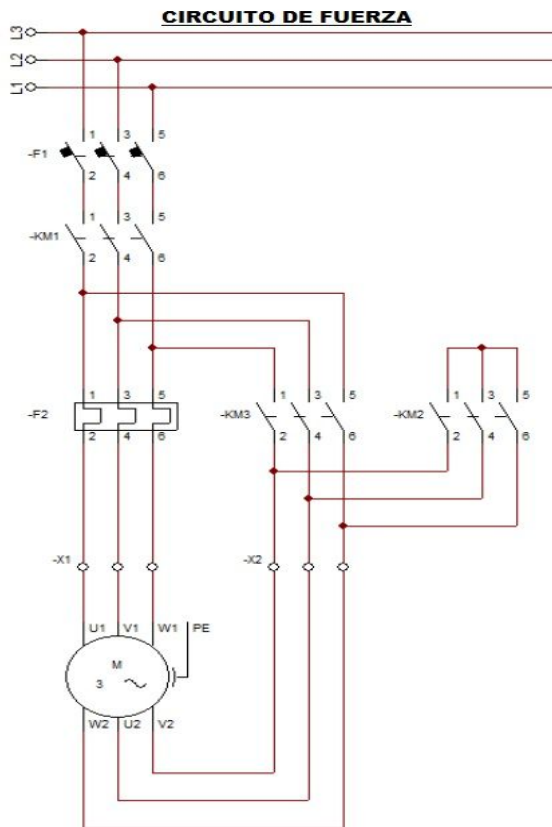 CIRCUITO DE FUERZA
L3
L2
L1
1 3 5
-F1
2 4 6
1 3 5
-KM1
2 4 6
1 3 5
-F2
2 4 6
1 3 5
-KM3
2 4 6
1 3 5
-KM2
2 4 6
-X1
-X2
U1 V1 W1 PE
M
3
W2 U2 V2